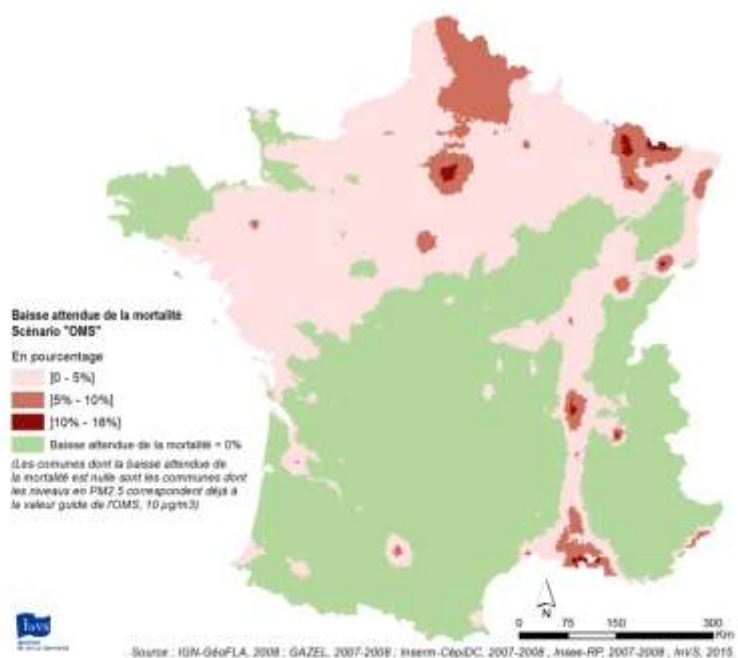 Baisse attendue de la mortalité
Scénario "OMS"
En pourcentage
]0 - 5%]
]5% - 10%]
]10% - 16%]
Baisse attendue de la mortalité = 0%
(Les comunes dont la baisse attendue de
la mortalité est nulle sont les communes dont
les niveaux en PM2.5 correspondent déjà à
la valeur guide de l'OMS, 10 µg/m3)
N
0 75 150 300
Km
InVS
Source : IGN-GéoFLA, 2008 ; GAZEL, 2007-2008 ; Inserm-CépiDC, 2007-2008 , Insee-RP, 2007-2008 ; InVS, 2015